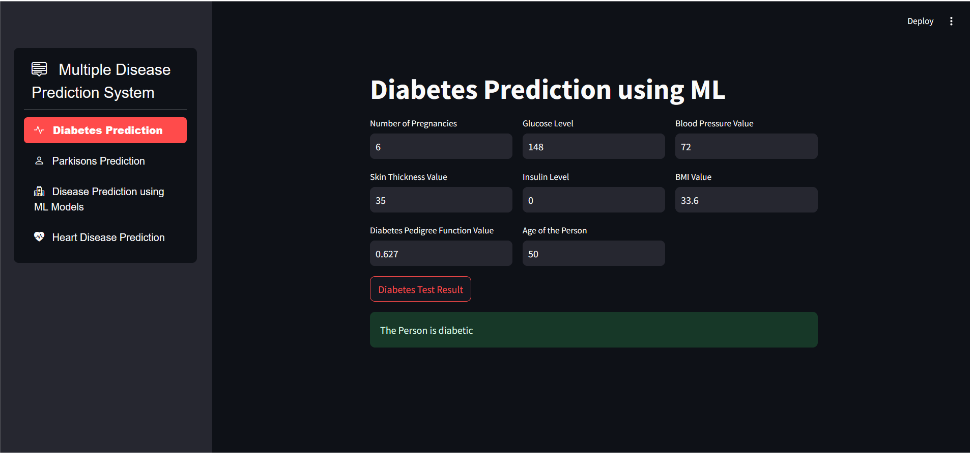 Deploy
Multiple Disease
Prediction System
Diabetes Prediction
Parkisons Prediction
Disease Prediction using
ML Models
Heart Disease Prediction
Diabetes Prediction using ML
Number of Pregnancies
Glucose Level
Blood Pressure Value
6
148
72
Skin Thickness Value
Insulin Level
BMI Value
35
0
33.6
Diabetes Pedigree Function Value
Age of the Person
0.627
50
Diabetes Test Result
The Person is diabetic